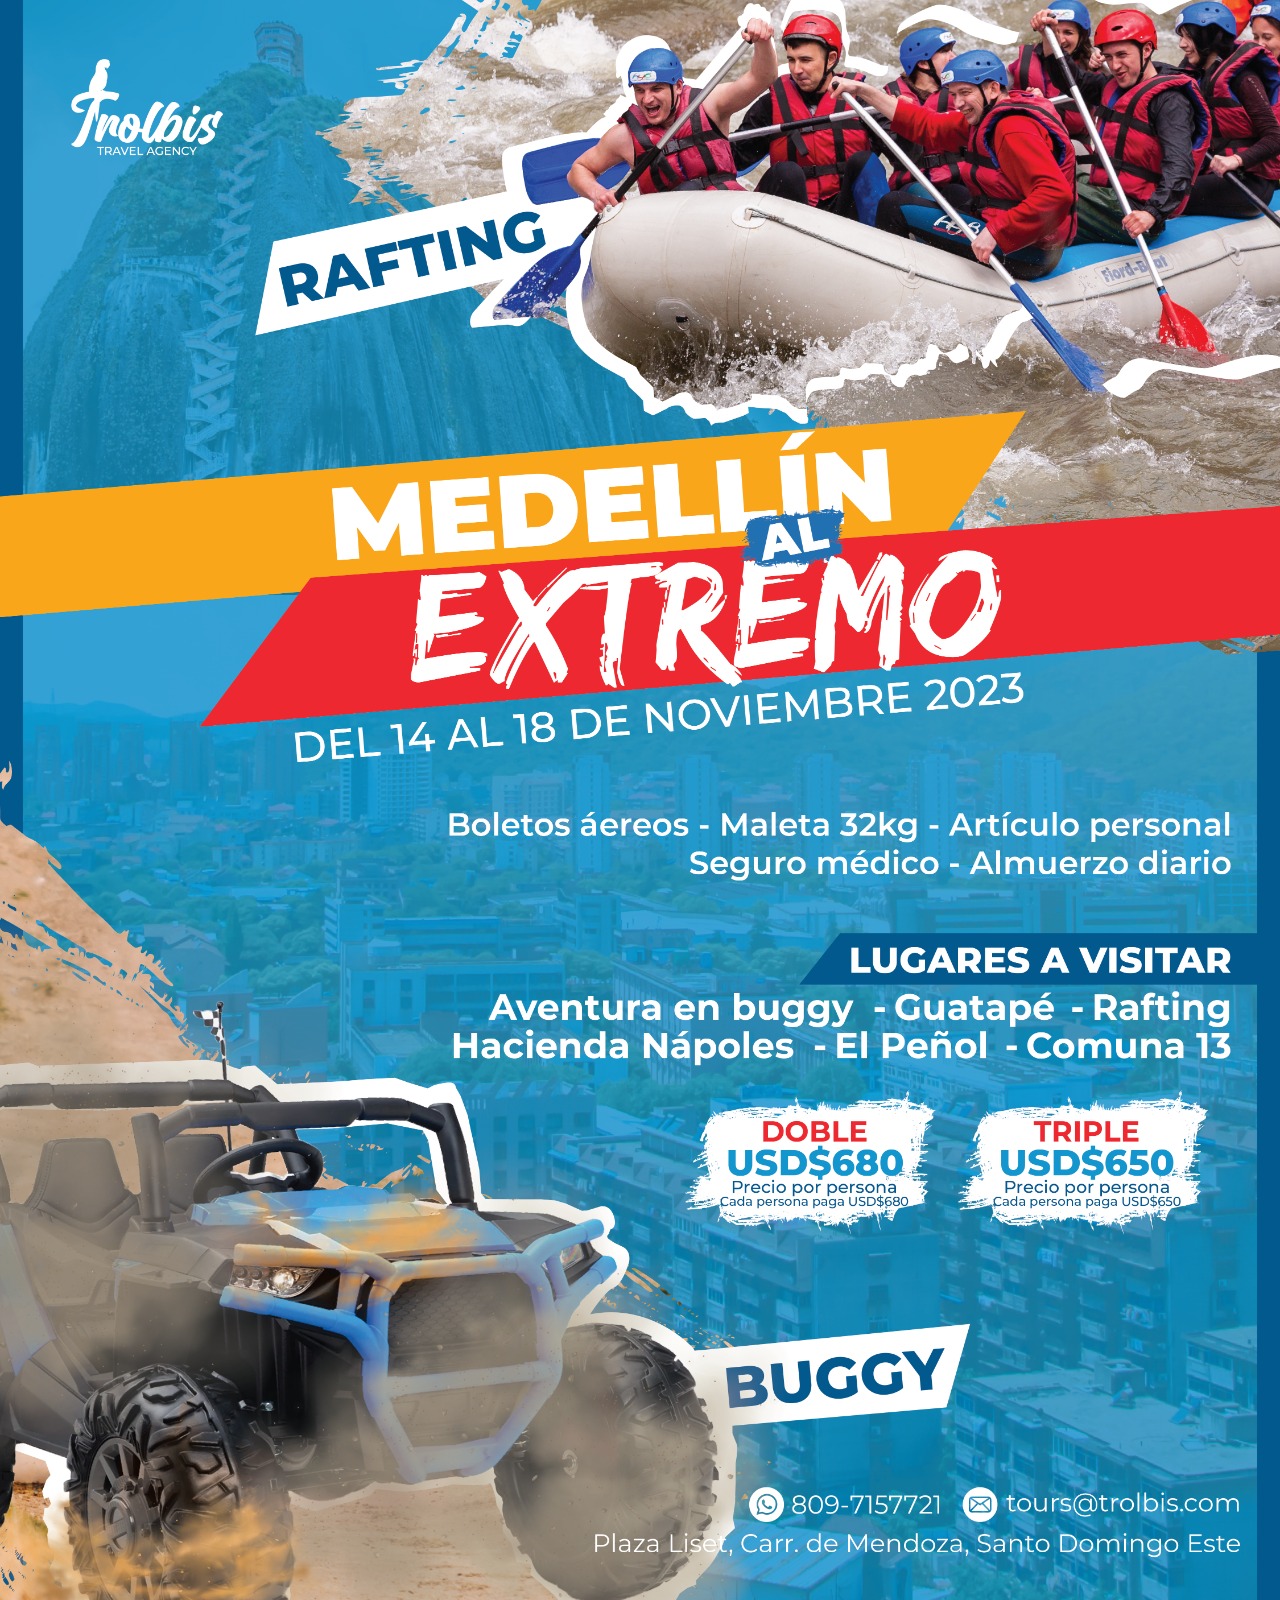 Trolbis
TRAVEL AGENCY
RAFTING
Fjord-Boat
MEDELLÍN
AL
EXTREMO
DEL 14 AL 18 DE NOVIEMBRE 2023
Boletos áereos - Maleta 32kg - Artículo personal
Seguro médico - Almuerzo diario
LUGARES A VISITAR
Aventura en buggy - Guatapé - Rafting
Hacienda Nápoles - El Peñol - Comuna 13
DOBLE
USD$680
Precio por persona
Cada persona paga USD$680
TRIPLE
USD$650
Precio por persona
Cada persona paga USD$650
BUGGY
809-7157721 tours@trolbis.com
Plaza Liset, Carr. de Mendoza, Santo Domingo Este